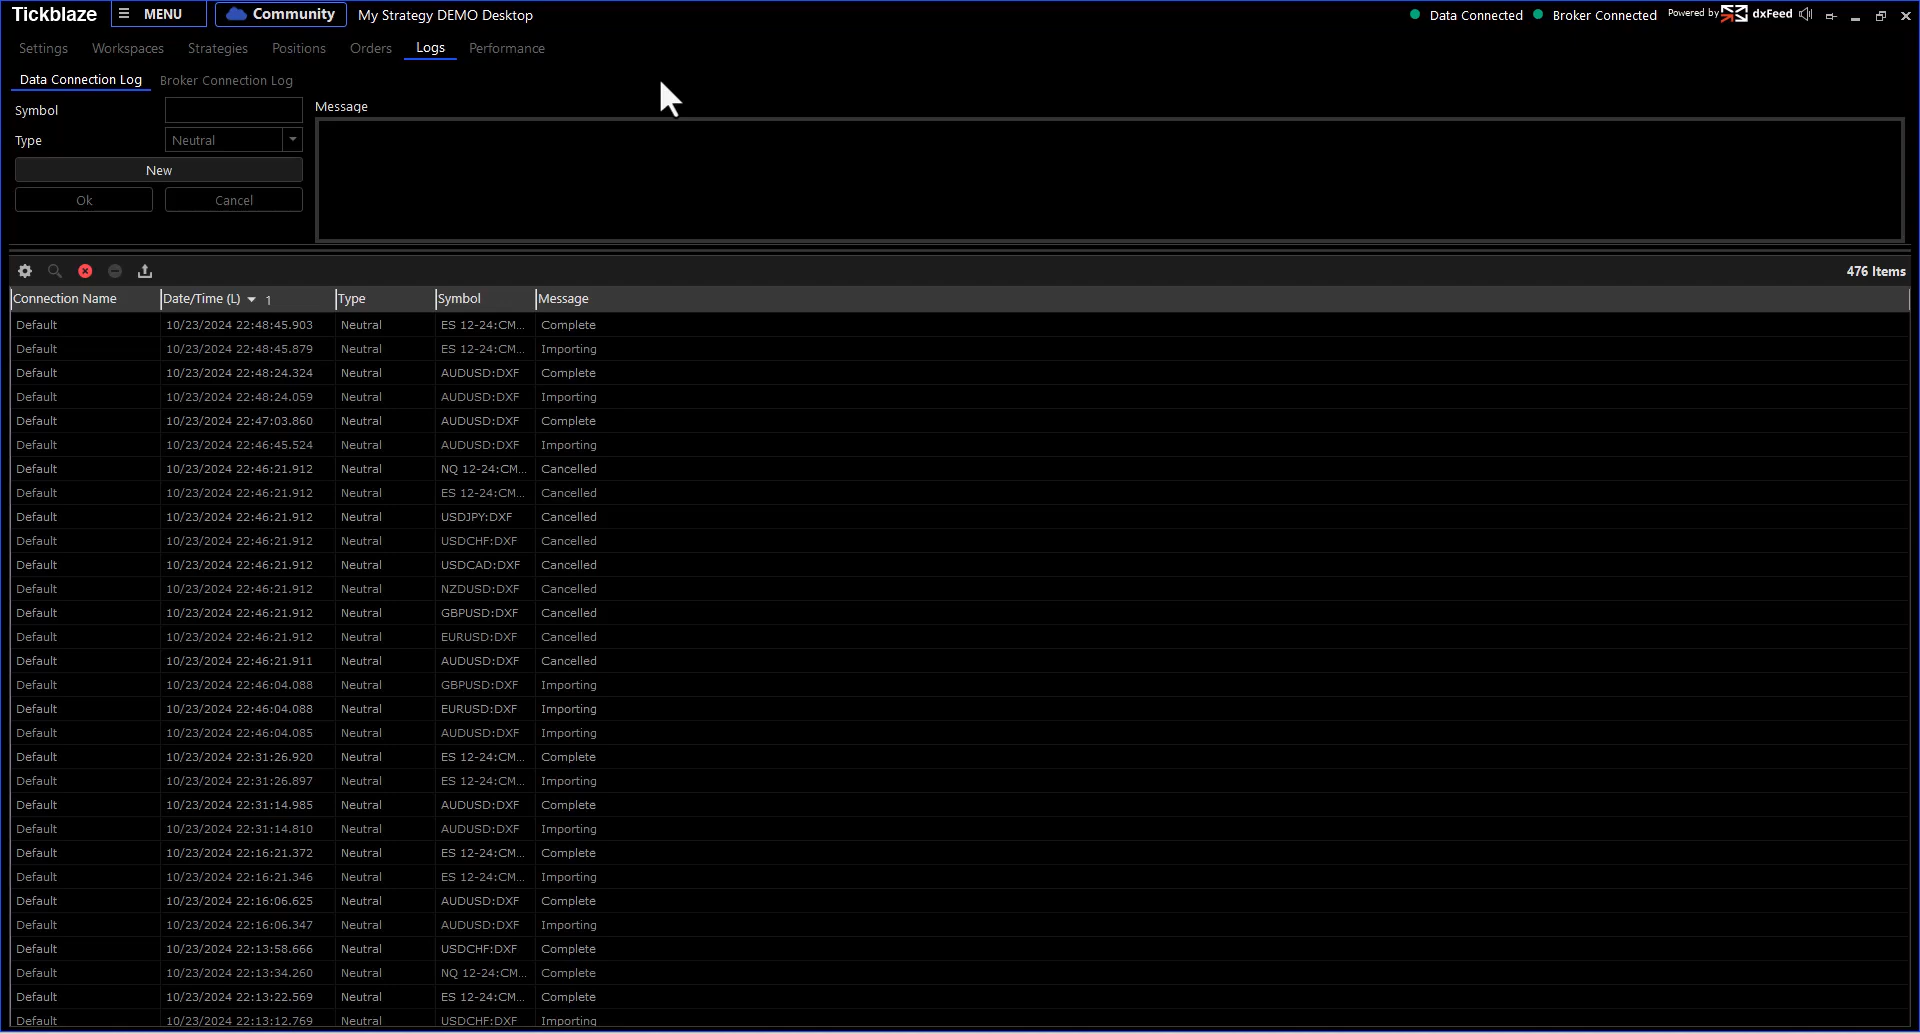 Tickblaze MENU Community My Strategy DEMO Desktop Data Connected Broker Connected Powered by dxFeed
Settings Workspaces Strategies Positions Orders Logs Performance
Data Connection Log Broker Connection Log
Symbol Message
Type Neutral
New
Ok Cancel
476 Items
Connection Name Date/Time (L) 1 Type Symbol Message
Default 10/23/2024 22:48:45.903 Neutral ES 12-24:CM... Complete
Default 10/23/2024 22:48:45.879 Neutral ES 12-24:CM... Importing
Default 10/23/2024 22:48:24.324 Neutral AUDUSD:DXF Complete
Default 10/23/2024 22:48:24.059 Neutral AUDUSD:DXF Importing
Default 10/23/2024 22:47:03.860 Neutral AUDUSD:DXF Complete
Default 10/23/2024 22:46:45.524 Neutral AUDUSD:DXF Importing
Default 10/23/2024 22:46:21.912 Neutral NQ 12-24:CM... Cancelled
Default 10/23/2024 22:46:21.912 Neutral ES 12-24:CM... Cancelled
Default 10/23/2024 22:46:21.912 Neutral USDJPY:DXF Cancelled
Default 10/23/2024 22:46:21.912 Neutral USDCHF:DXF Cancelled
Default 10/23/2024 22:46:21.912 Neutral USDCAD:DXF Cancelled
Default 10/23/2024 22:46:21.912 Neutral NZDUSD:DXF Cancelled
Default 10/23/2024 22:46:21.912 Neutral GBPUSD:DXF Cancelled
Default 10/23/2024 22:46:21.912 Neutral EURUSD:DXF Cancelled
Default 10/23/2024 22:46:21.911 Neutral AUDUSD:DXF Cancelled
Default 10/23/2024 22:46:04.088 Neutral GBPUSD:DXF Importing
Default 10/23/2024 22:46:04.088 Neutral EURUSD:DXF Importing
Default 10/23/2024 22:46:04.085 Neutral AUDUSD:DXF Importing
Default 10/23/2024 22:31:26.920 Neutral ES 12-24:CM... Complete
Default 10/23/2024 22:31:26.897 Neutral ES 12-24:CM... Importing
Default 10/23/2024 22:31:14.985 Neutral AUDUSD:DXF Complete
Default 10/23/2024 22:31:14.810 Neutral AUDUSD:DXF Importing
Default 10/23/2024 22:16:21.372 Neutral ES 12-24:CM... Complete
Default 10/23/2024 22:16:21.346 Neutral ES 12-24:CM... Importing
Default 10/23/2024 22:16:06.625 Neutral AUDUSD:DXF Complete
Default 10/23/2024 22:16:06.347 Neutral AUDUSD:DXF Importing
Default 10/23/2024 22:13:58.666 Neutral USDCHF:DXF Complete
Default 10/23/2024 22:13:34.260 Neutral NQ 12-24:CM... Complete
Default 10/23/2024 22:13:22.569 Neutral ES 12-24:CM... Complete
Default 10/23/2024 22:13:12.769 Neutral USDCHF:DXF Importing